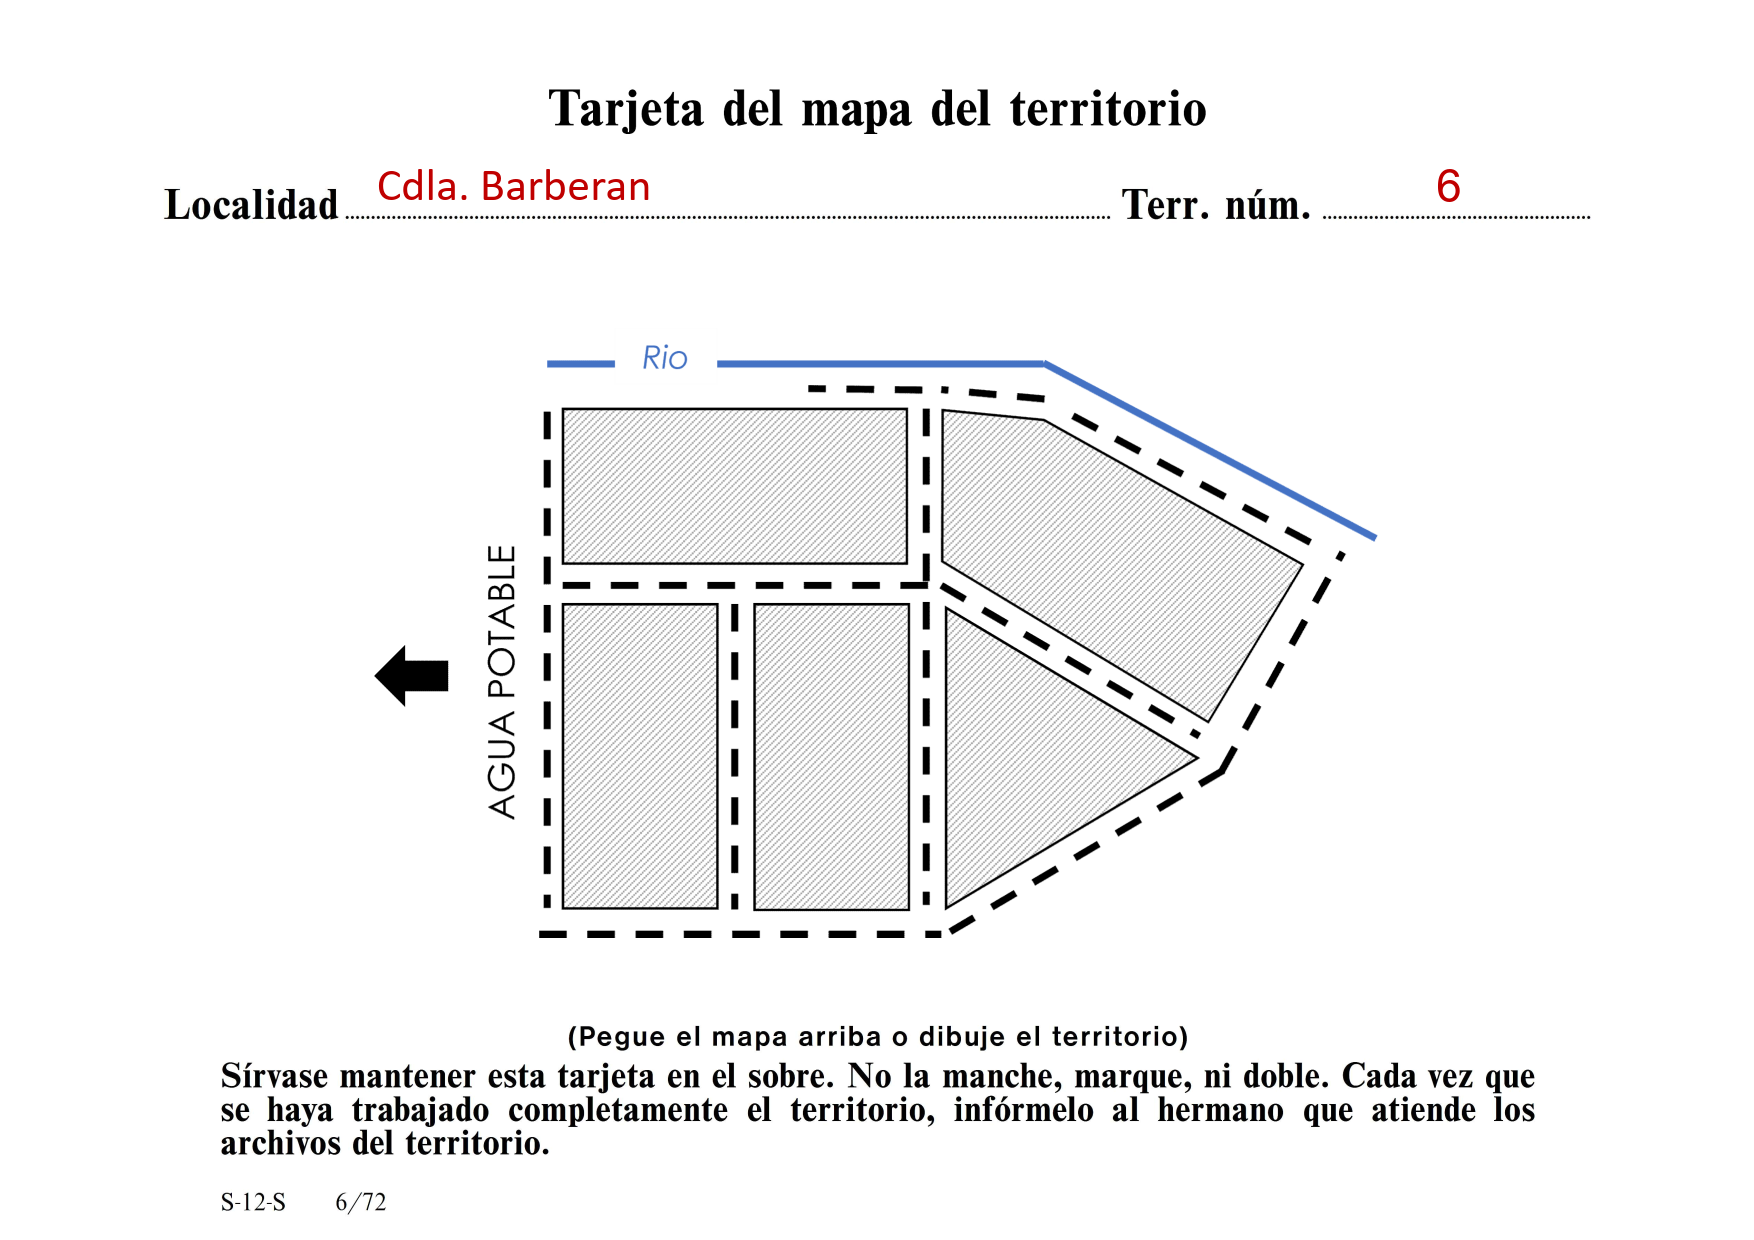 Tarjeta del mapa del territorio
Localidad Cdla. Barberan Terr. núm. 6
Rio
AGUA POTABLE
(Pegue el mapa arriba o dibuje el territorio)
Sírvase mantener esta tarjeta en el sobre. No la manche, marque, ni doble. Cada vez que
se haya trabajado completamente el territorio, infórmelo al hermano que atiende los
archivos del territorio.
S-12-S 6/72